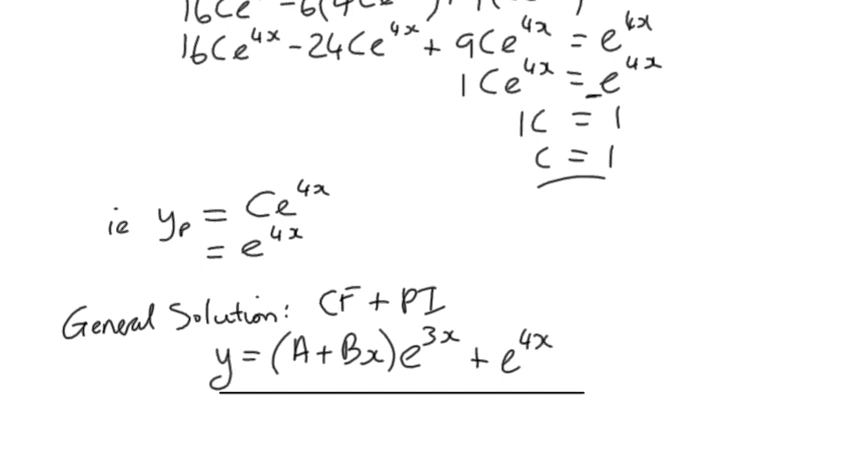 16Ce^{4x} - 24Ce^{4x} + 9Ce^{4x} = e^{4x}
1Ce^{4x} = e^{4x}
1C = 1
C = 1
ie y_p = Ce^{4x}
= e^{4x}
General Solution: CF + PI
y = (A + Bx)e^{3x} + e^{4x}